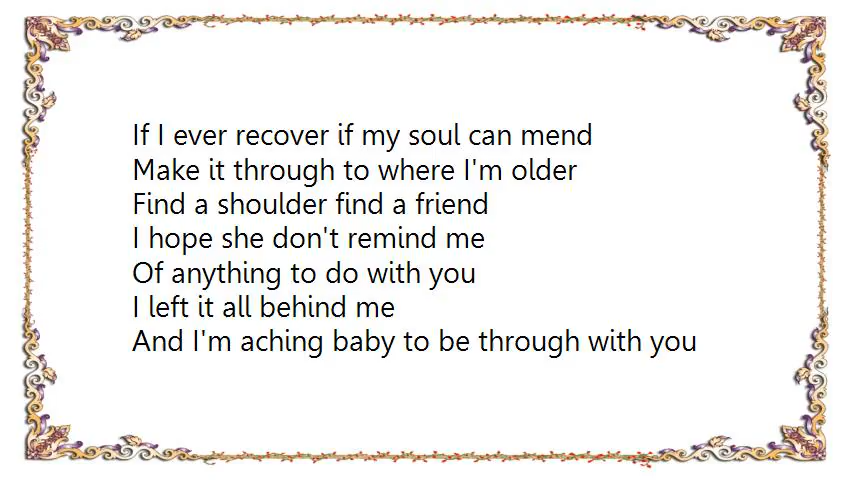 If I ever recover if my soul can mend
Make it through to where I'm older
Find a shoulder find a friend
I hope she don't remind me
Of anything to do with you
I left it all behind me
And I'm aching baby to be through with you